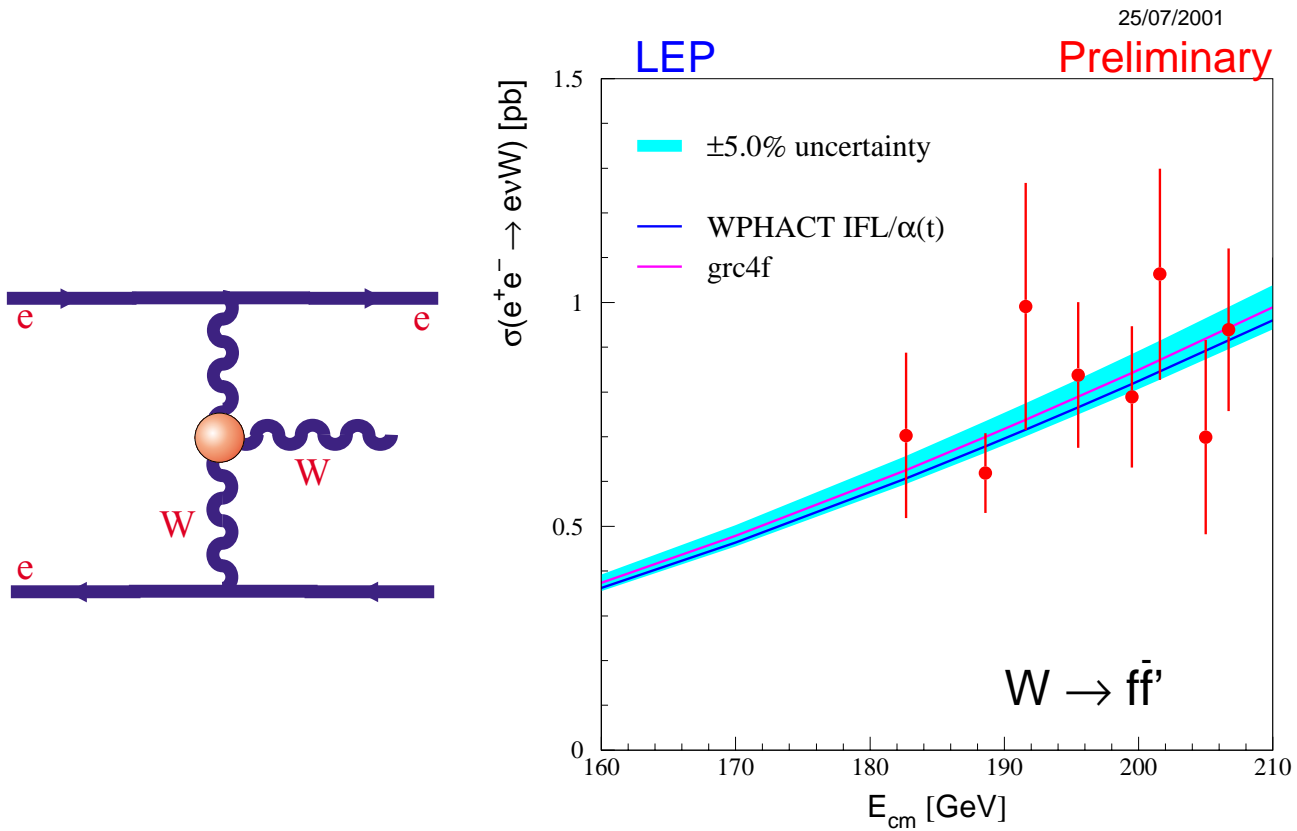 25/07/2001
LEP Preliminary
σ(e⁺e⁻ → eνW) [pb]
1.5
±5.0% uncertainty
WPHACT IFL/α(t)
grc4f
1
e e
W
W
0.5
e
W → ff̄’
0
160 170 180 190 200 210
E_cm [GeV]